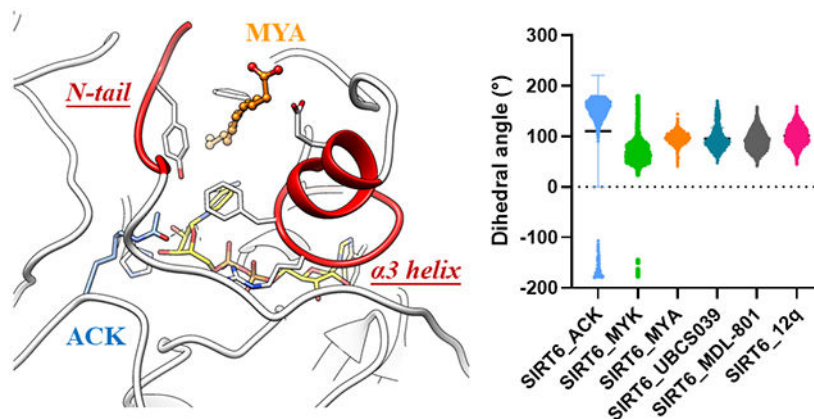 MYA
N-tail
ACK
α3 helix
Dihedral angle (°)
300
200
100
0
-100
-200
SIRT6_ACK
SIRT6_MYK
SIRT6_MYA
SIRT6_UBCS039
SIRT6_MDL-801
SIRT6_12q